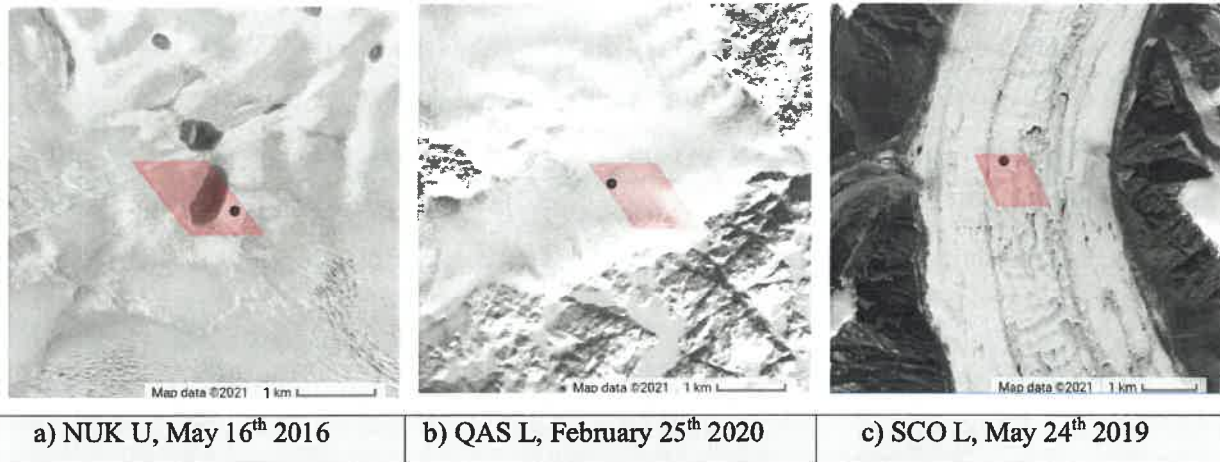 Map data ©2021 1 km
Map data ©2021 1 km
Map data ©2021 1 km
a) NUK U, May 16th 2016
b) QAS L, February 25th 2020
c) SCO L, May 24th 2019